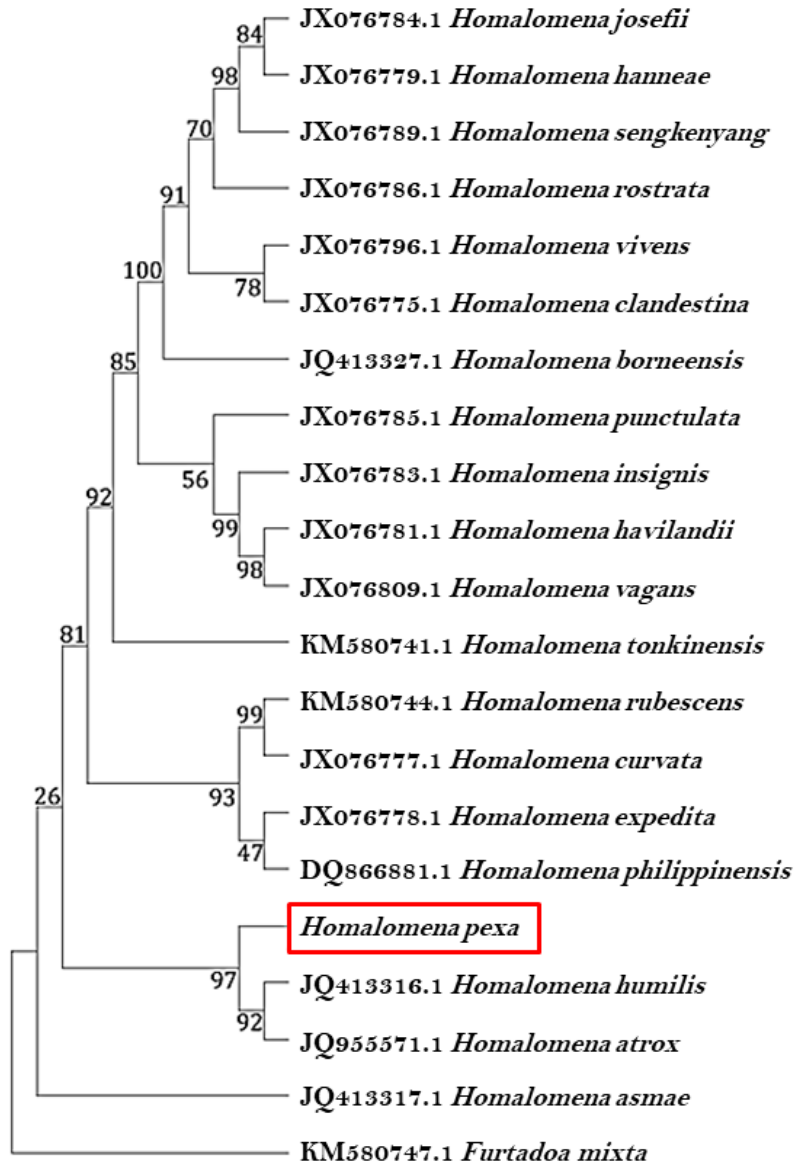 JX076784.1 Homalomena josefii
84
JX076779.1 Homalomena hanneae
98
JX076789.1 Homalomena sengkenyang
70
JX076786.1 Homalomena rostrata
91
JX076796.1 Homalomena vivens
100
78
JX076775.1 Homalomena clandestina
85
JQ413327.1 Homalomena borneensis
JX076785.1 Homalomena punctulata
56
JX076783.1 Homalomena insignis
92
99
JX076781.1 Homalomena havilandii
98
JX076809.1 Homalomena vagans
81
KM580741.1 Homalomena tonkinensis
KM580744.1 Homalomena rubescens
99
JX076777.1 Homalomena curvata
26
93
JX076778.1 Homalomena expedita
47
DQ866881.1 Homalomena philippinensis
Homalomena pexa
97
JQ413316.1 Homalomena humilis
92
JQ955571.1 Homalomena atrox
JQ413317.1 Homalomena asmae
KM580747.1 Furtadoa mixta